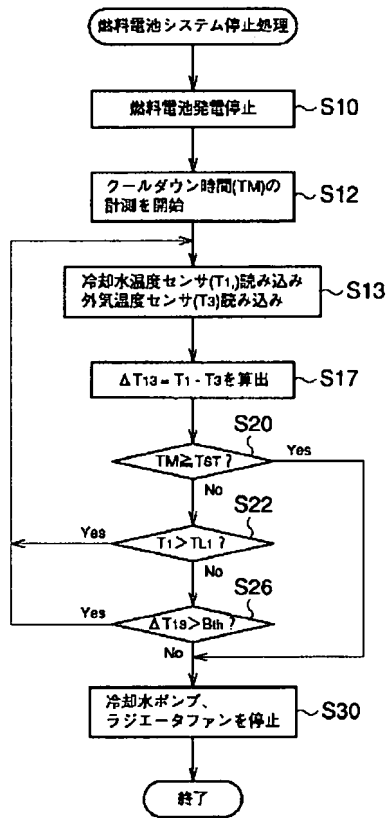 燃料電池システム停止処理
燃料電池発電停止
S10
クールダウン時間(TM)の
計測を開始
S12
冷却水温度センサ(T1,)読み込み
外気温度センサ(T3)読み込み
S13
ΔT13 = T1 - T3を算出
S17
S20
TM≧TST?
Yes
No
S22
Yes
T1>TL1?
No
S26
Yes
ΔT13>Bth?
No
冷却水ポンプ、
ラジエータファンを停止
S30
終了